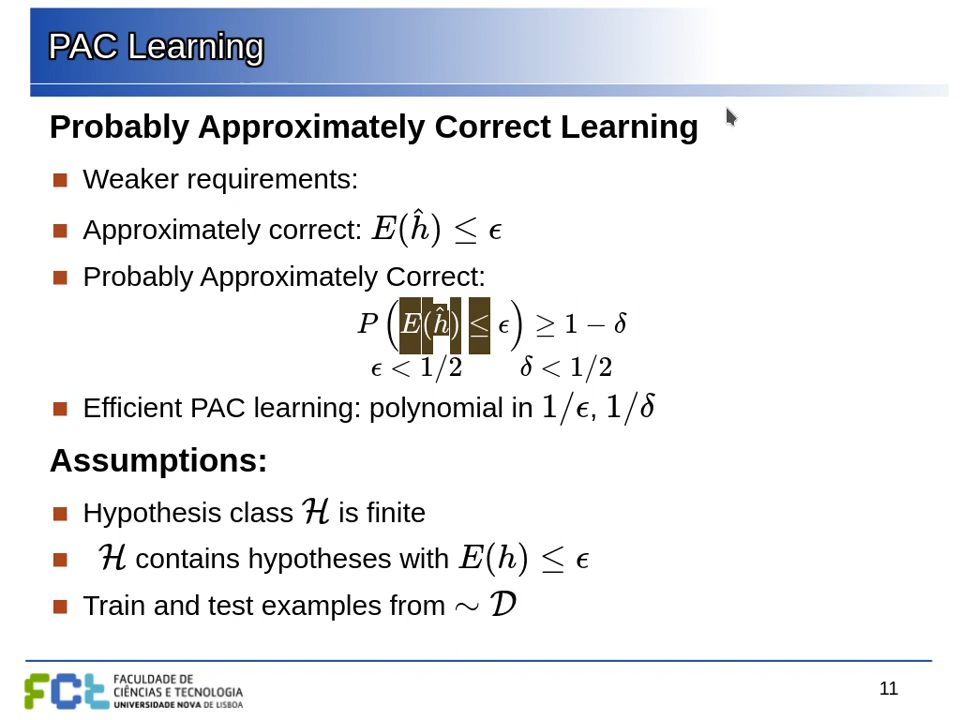 PAC Learning
Probably Approximately Correct Learning
Weaker requirements:
Approximately correct: E(ĥ) ≤ ϵ
Probably Approximately Correct:
P(E(ĥ) ≤ ϵ) ≥ 1 − δ
ϵ < 1/2 δ < 1/2
Efficient PAC learning: polynomial in 1/ϵ, 1/δ
Assumptions:
Hypothesis class ℋ is finite
ℋ contains hypotheses with E(h) ≤ ϵ
Train and test examples from ∼ 𝒟
FCt FACULDADE DE
CIÊNCIAS E TECNOLOGIA
UNIVERSIDADE NOVA DE LISBOA
11